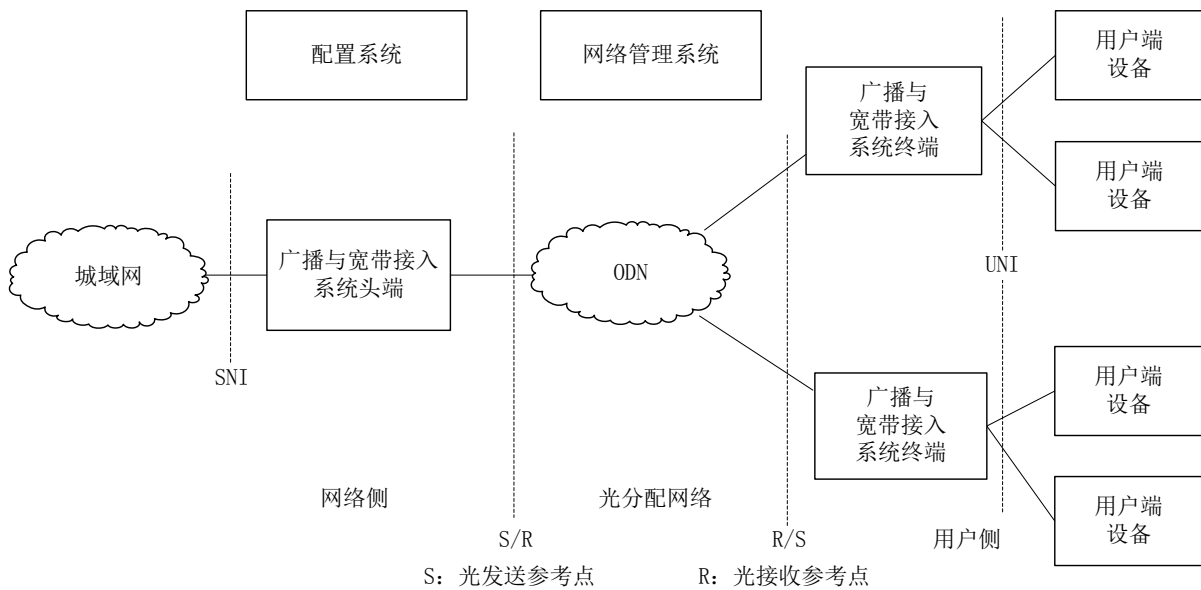 配置系统
网络管理系统
用户端
设备
广播与
宽带接入
系统终端
用户端
设备
城域网
广播与宽带接入
系统头端
ODN
UNI
SNI
用户端
设备
广播与
宽带接入
系统终端
用户端
设备
网络侧
光分配网络
用户侧
S/R
R/S
S: 光发送参考点
R: 光接收参考点